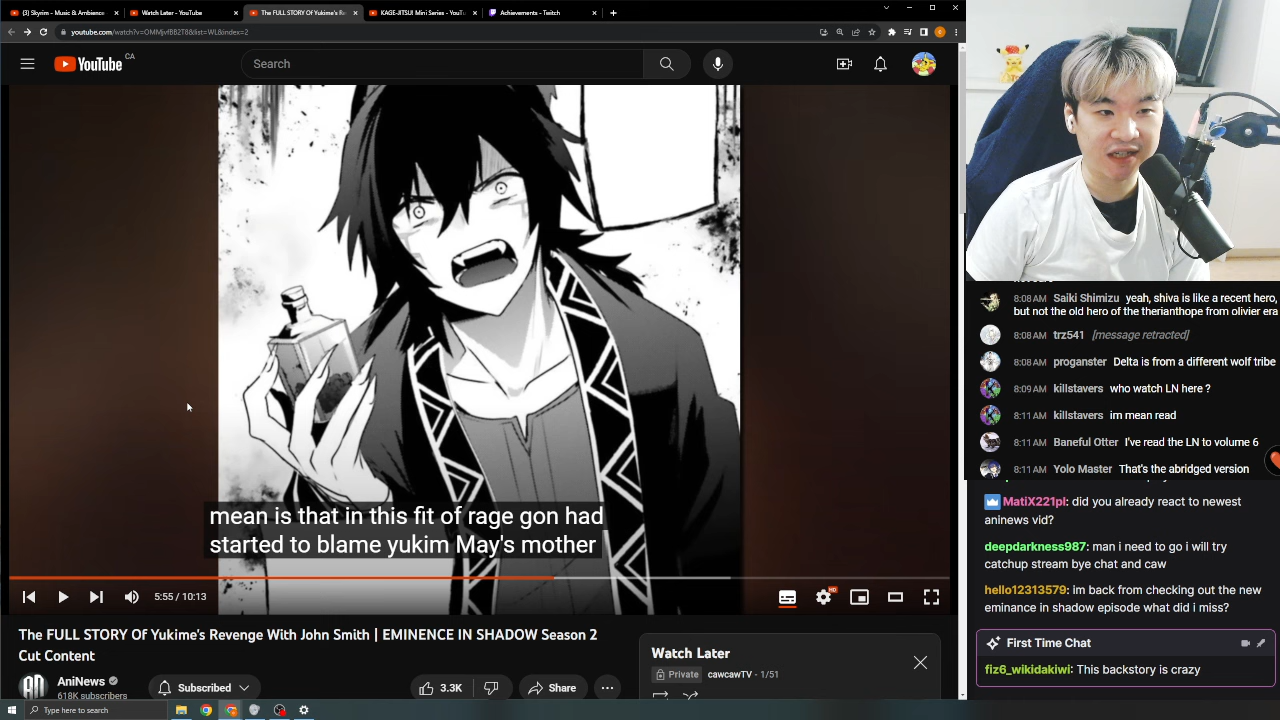 (3) Skyrim - Music & Ambience
Watch Later - YouTube
The FULL STORY OF Yukime's Re
KAGE-JITSU! Mini Series - YouTu
Achievements - Twitch
youtube.com/watch?v=OMMjvfBB2T8&list=WL&index=2
YouTube CA
Search
mean is that in this fit of rage gon had
started to blame yukim May's mother
5:55 / 10:13
HD
The FULL STORY OF Yukime's Revenge With John Smith | EMINENCE IN SHADOW Season 2
Cut Content
AniNews
618K subscribers
Subscribed
3.3K
Share
Watch Later
Private
cawcawTV - 1/51
Type here to search
8:08 AM Saiki Shimizu yeah, shiva is like a recent hero,
but not the old hero of the therianthrope from olivier era
8:08 AM trz541 [message retracted]
8:08 AM proganster Delta is from a different wolf tribe
8:09 AM killstavers who watch LN here ?
8:11 AM killstavers im mean read
8:11 AM Baneful Otter I've read the LN to volume 6
8:11 AM Yolo Master That's the abridged version
MatiX221pl: did you already react to newest
aninews vid?
deepdarkness987: man i need to go i will try
catchup stream bye chat and caw
hello12313579: im back from checking out the new
eminance in shadow episode what did i miss?
First Time Chat
fiz6_wikidakiwi: This backstory is crazy